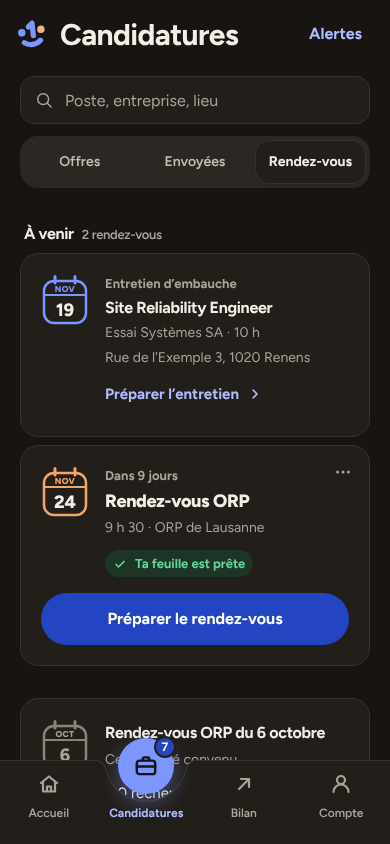 Candidatures
Alertes
Poste, entreprise, lieu
Offres
Envoyées
Rendez-vous
À venir 2 rendez-vous
NOV
19
Entretien d'embauche
Site Reliability Engineer
Essai Systèmes SA · 10 h
Rue de l'Exemple 3, 1020 Renens
Préparer l'entretien
NOV
24
Dans 9 jours
Rendez-vous ORP
9 h 30 · ORP de Lausanne
Ta feuille est prête
Préparer le rendez-vous
OCT
6
Rendez-vous ORP du 6 octobre
convenu
7
Accueil
Candidatures
Bilan
Compte